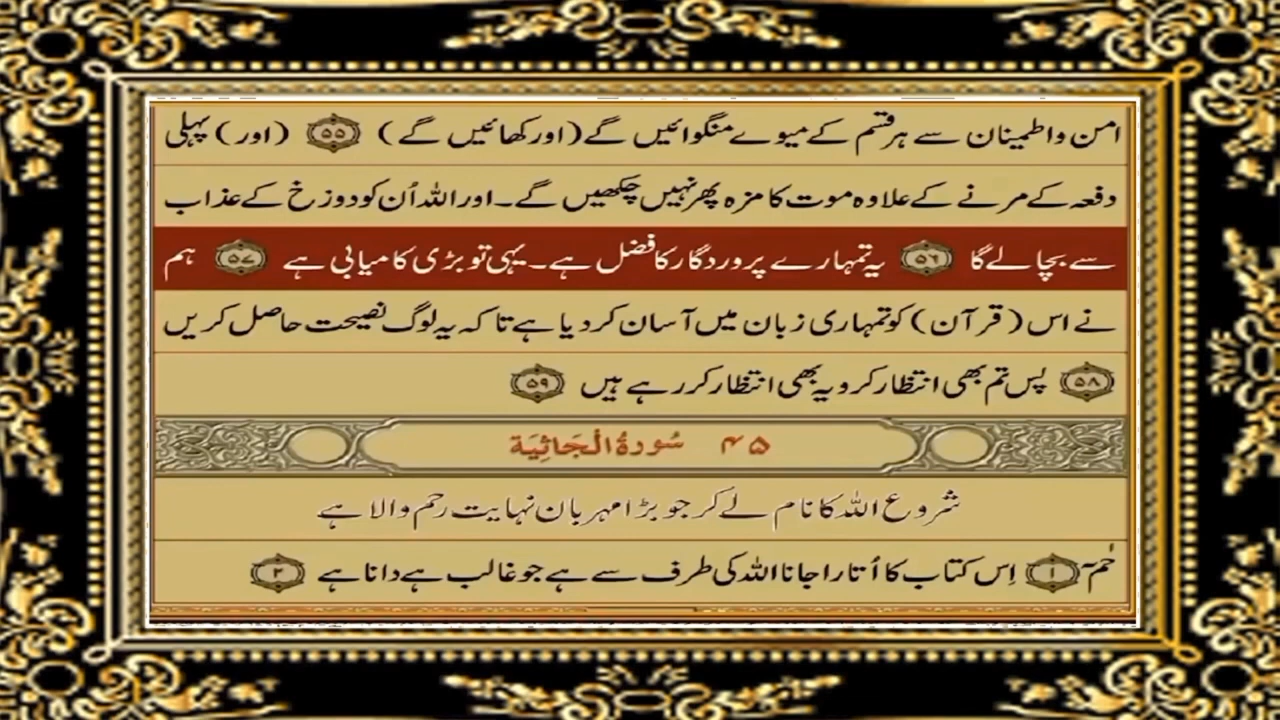 امن واطمینان سے ہر قسم کے میوے منگوائیں گے (اور کھائیں گے) ۵۵ (اور) پہلی
دفعہ کے مرنے کے علاوہ موت کا مزہ پھر نہیں چکھیں گے۔ اور اللہ اُن کو دوزخ کے عذاب
سے بچا لے گا ۵۶ یہ تمہارے پروردگار کا فضل ہے۔ یہی تو بڑی کامیابی ہے ۵۷ ہم
نے اس (قرآن) کو تمہاری زبان میں آسان کر دیا ہے تاکہ یہ لوگ نصیحت حاصل کریں
۵۸ پس تم بھی انتظار کرو یہ بھی انتظار کر رہے ہیں ۵۹
۴۵ سُورۃُ الْجَاثِیَة
شروع اللہ کا نام لے کر جو بڑا مہربان نہایت رحم والا ہے
حٰمٓ ۱ اِس کتاب کا اُتارا جانا اللہ کی طرف سے ہے جو غالب ہے دانا ہے ۲